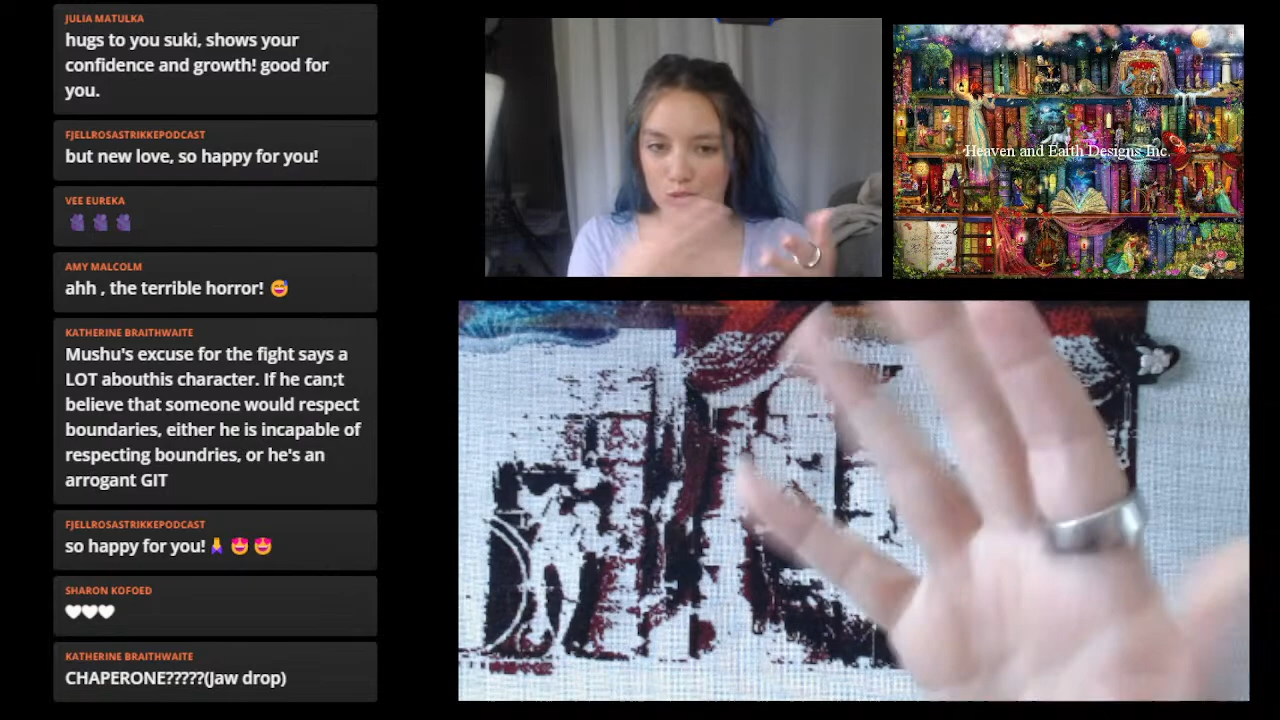 JULIA MATULKA
hugs to you suki, shows your
confidence and growth! good for
you.
FJELLROSASTRIKKEPODCAST
but new love, so happy for you!
VEE EUREKA
AMY MALCOLM
ahh , the terrible horror! 😅
KATHERINE BRAITHWAITE
Mushu's excuse for the fight says a
LOT abouthis character. If he can;t
believe that someone would respect
boundaries, either he is incapable of
respecting boundries, or he's an
arrogant GIT
FJELLROSASTRIKKEPODCAST
so happy for you!
SHARON KOFOED
KATHERINE BRAITHWAITE
CHAPERONE?????(Jaw drop)
Heaven and Earth Designs Inc.